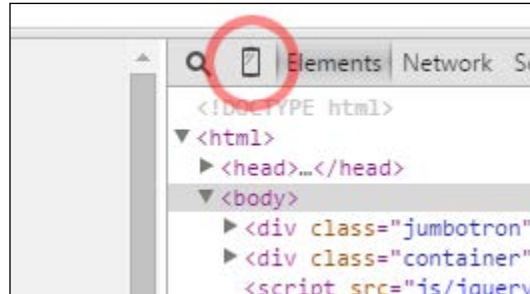 Elements Network
<!DOCTYPE html>
▼<html>
▶<head>…</head>
▼<body>
▶<div class="jumbotron"
▶<div class="container"
<script src="js/jquery